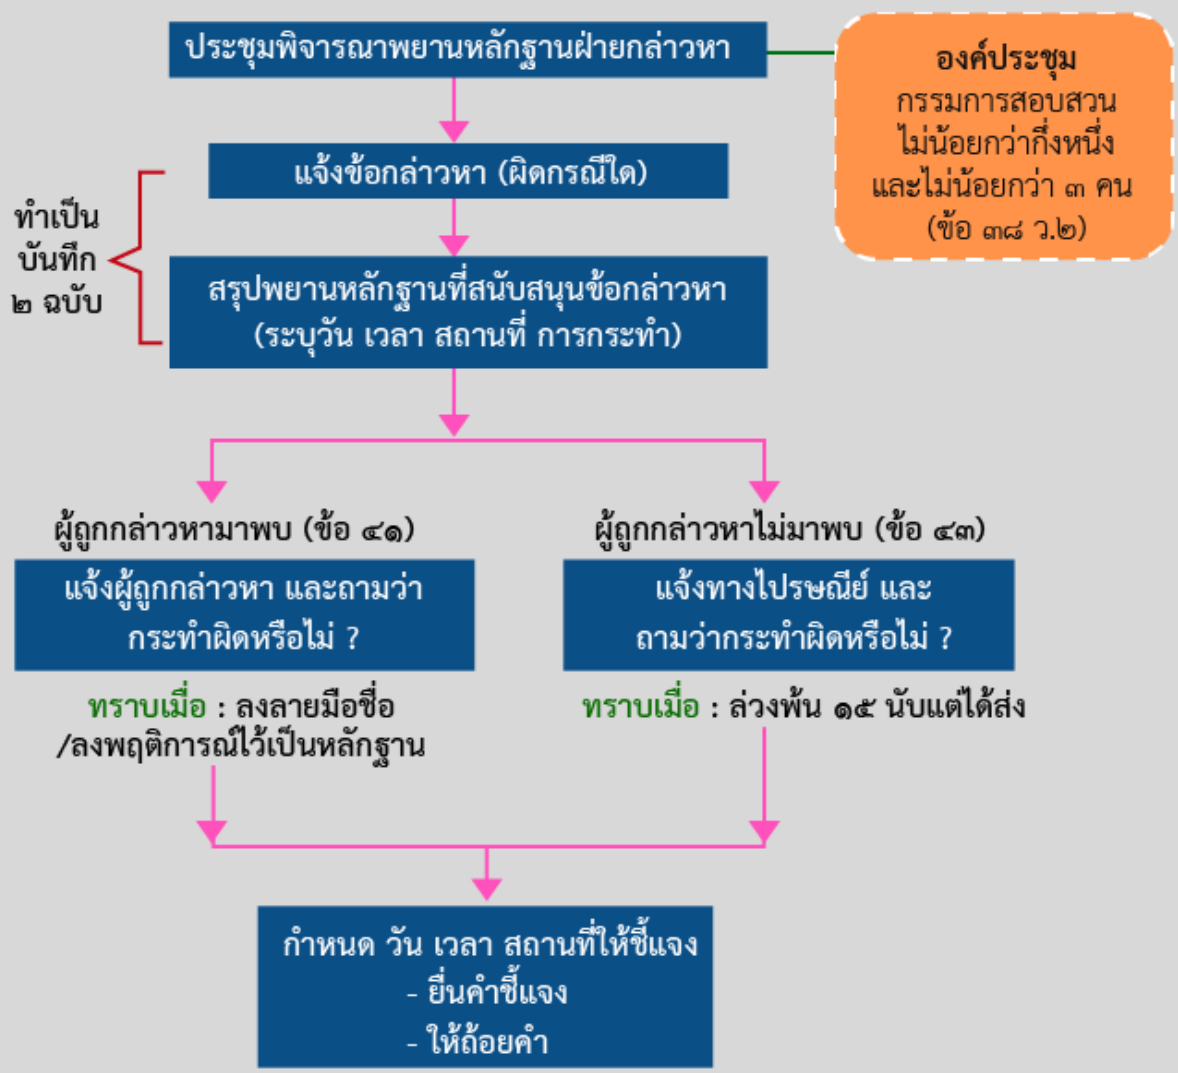 ประชุมพิจารณาพยานหลักฐานฝ่ายกล่าวหา
องค์ประชุม
กรรมการสอบสวน
ไม่น้อยกว่ากึ่งหนึ่ง
และไม่น้อยกว่า ๓ คน
(ข้อ ๓๘ ว.๒)
แจ้งข้อกล่าวหา (ผิดกรณีใด)
ทำเป็น
บันทึก
๒ ฉบับ
สรุปพยานหลักฐานที่สนับสนุนข้อกล่าวหา
(ระบุวัน เวลา สถานที่ การกระทำ)
ผู้ถูกกล่าวหามาพบ (ข้อ ๔๑)
แจ้งผู้ถูกกล่าวหา และถามว่า
กระทำผิดหรือไม่ ?
ทราบเมื่อ : ลงลายมือชื่อ
/ลงพฤติการณ์ไว้เป็นหลักฐาน
ผู้ถูกกล่าวหาไม่มาพบ (ข้อ ๔๓)
แจ้งทางไปรษณีย์ และ
ถามว่ากระทำผิดหรือไม่ ?
ทราบเมื่อ : ล่วงพ้น ๑๕ นับแต่ได้ส่ง
กำหนด วัน เวลา สถานที่ให้ชี้แจง
- ยื่นคำชี้แจง
- ให้ถ้อยคำ